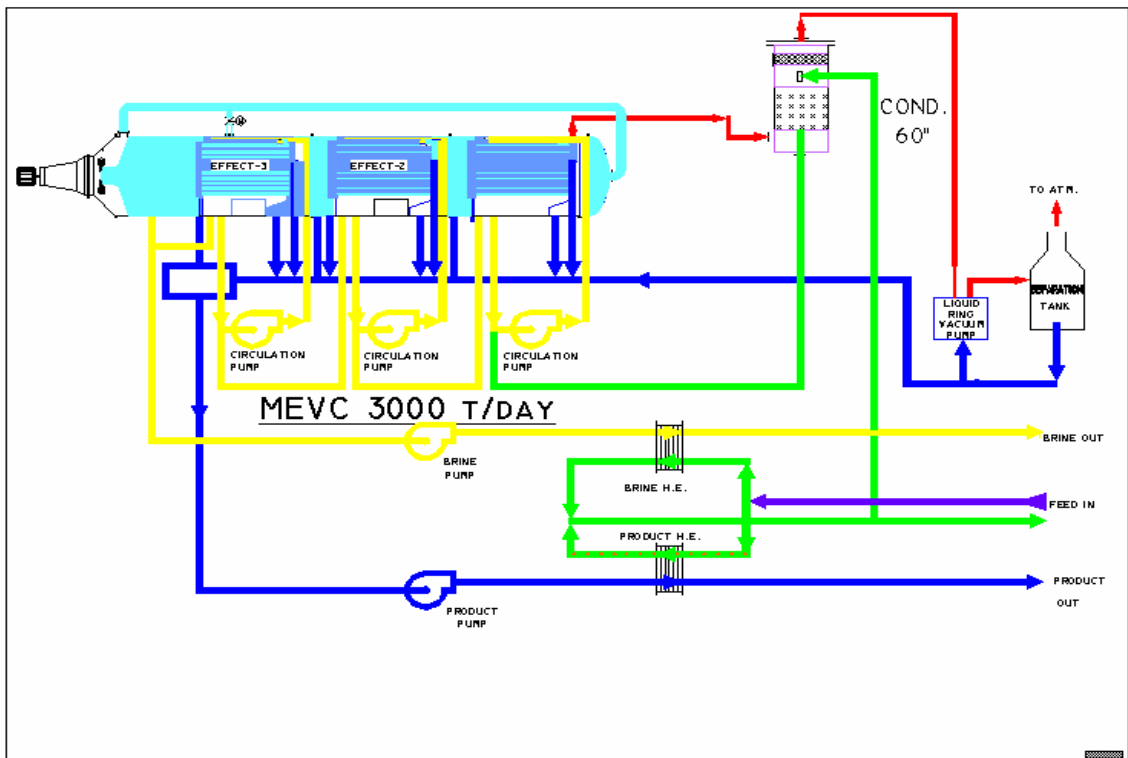 COND.
60"
EFFECT-3
EFFECT-2
TO ATM.
SEPARATION
TANK
LIQUID
RING
VACUUM
PUMP
CIRCULATION
PUMP
CIRCULATION
PUMP
CIRCULATION
PUMP
MEVC 3000 T/DAY
BRINE OUT
BRINE
PUMP
BRINE H.E.
FEED IN
PRODUCT H.E.
PRODUCT
OUT
PRODUCT
PUMP